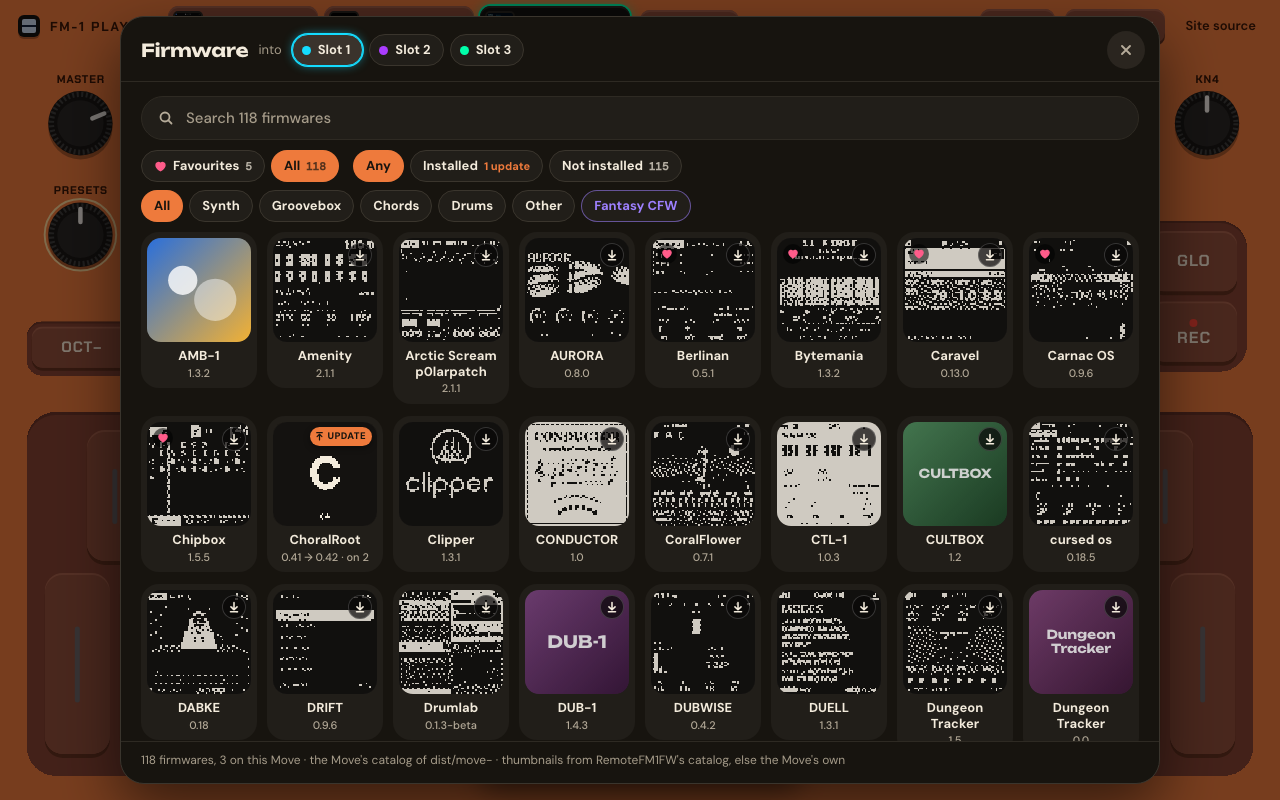 FM-1 PLAY
Site source
Firmware into Slot 1 Slot 2 Slot 3
MASTER
KN4
Search 118 firmwares
Favourites 5 All 118 Any Installed 1 update Not installed 115
PRESETS
All Synth Groovebox Chords Drums Other Fantasy CFW
GLO
REC
OCT-
AMB-1
1.3.2
Amenity
2.1.1
Arctic Scream
p0larpatch
2.1.1
AURORA
AURORA
0.8.0
Berlinan
0.5.1
Bytemania
1.3.2
Caravel
0.13.0
Carnac OS
0.9.6
Chipbox
1.5.5
UPDATE
C
ChoralRoot
0.41 → 0.42 · on 2
clipper
Clipper
1.3.1
CONDUCTOR
CONDUCTOR
1.0
CoralFlower
0.7.1
CTL-1
1.0.3
CULTBOX
CULTBOX
1.2
cursed os
0.18.5
DABKE
0.18
DRIFT
0.9.6
Drumlab
0.1.3-beta
DUB-1
DUB-1
1.4.3
DUBWISE
0.4.2
DUELL
1.3.1
Dungeon
Tracker
1.5
Dungeon
Tracker
Dungeon
Tracker
0.0
118 firmwares, 3 on this Move · the Move's catalog of dist/move- · thumbnails from RemoteFM1FW's catalog, else the Move's own